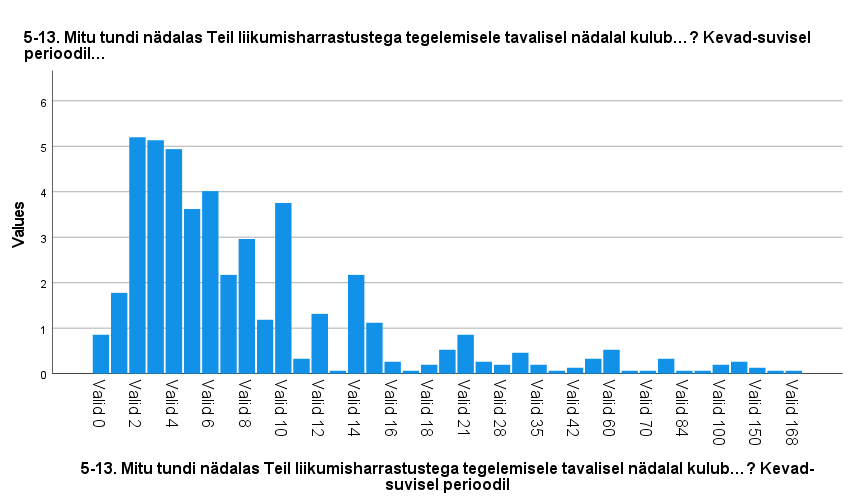 5-13. Mitu tundi nädalas Teil liikumisharrastustega tegelemisele tavalisel nädalal kulub…? Kevad-suvisel
perioodil…
6
5
4
3
2
1
0
Values
Valid 0
Valid 2
Valid 4
Valid 6
Valid 8
Valid 10
Valid 12
Valid 14
Valid 16
Valid 18
Valid 21
Valid 28
Valid 35
Valid 42
Valid 60
Valid 70
Valid 84
Valid 100
Valid 150
Valid 168
5-13. Mitu tundi nädalas Teil liikumisharrastustega tegelemisele tavalisel nädalal kulub…? Kevad-
suvisel perioodil